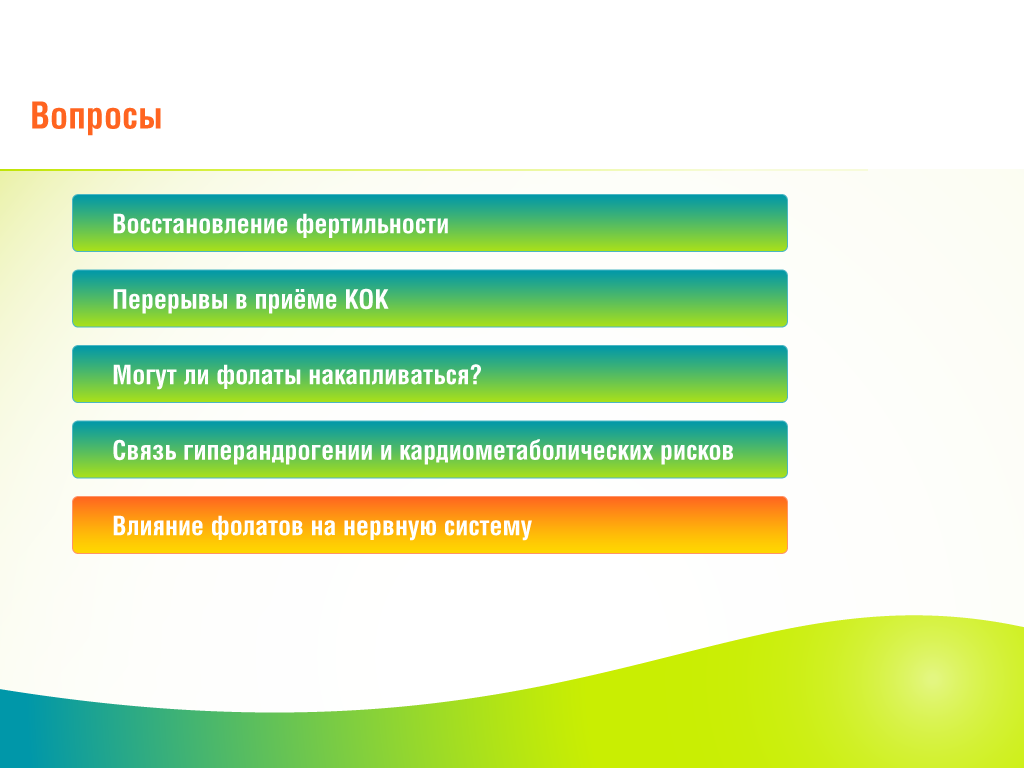 Вопросы
Восстановление фертильности
Перерывы в приёме КОК
Могут ли фолаты накапливаться?
Связь гиперандрогении и кардиометаболических рисков
Влияние фолатов на нервную систему